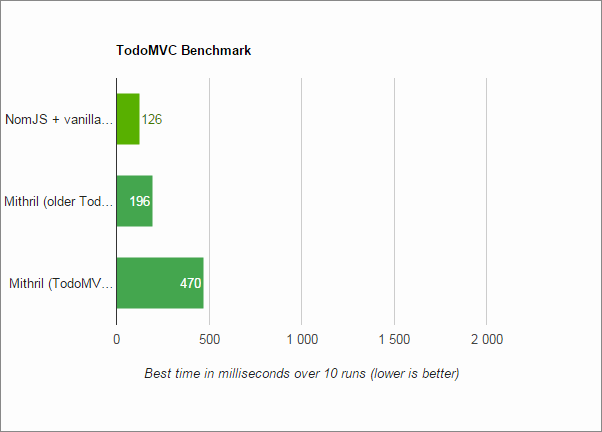 TodoMVC Benchmark
NomJS + vanilla...
126
Mithril (older Tod...
196
Mithril (TodoMV...
470
0
500
1 000
1 500
2 000
Best time in milliseconds over 10 runs (lower is better)